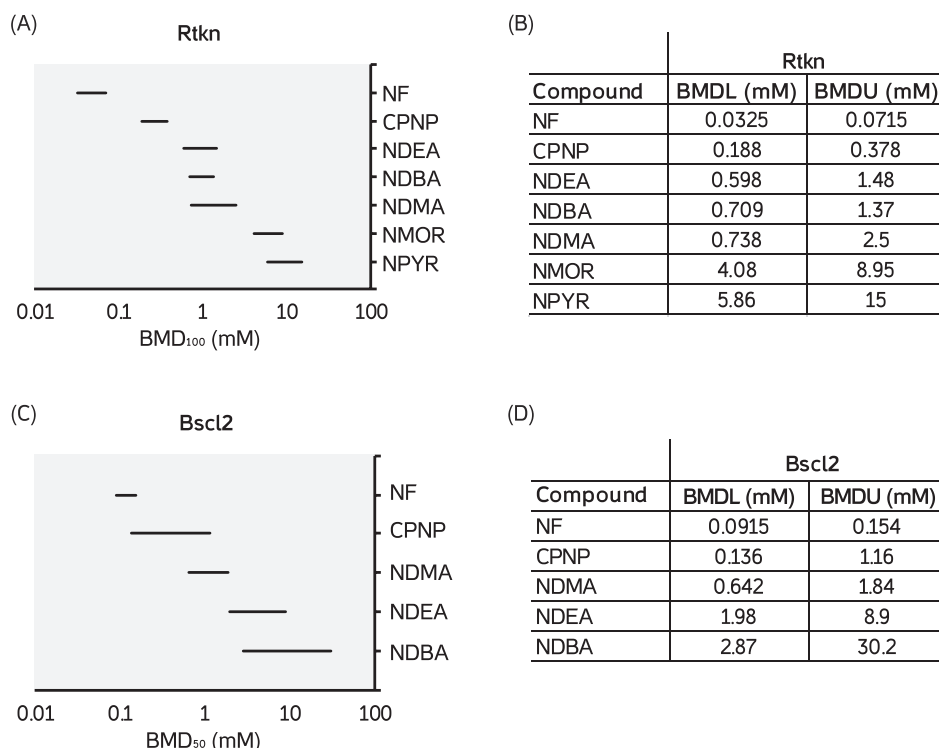 (A)
Rtkn
NF
CPNP
NDEA
NDBA
NDMA
NMOR
NPYR
0.01 0.1 1 10 100
BMD₁₀₀ (mM)
(B)
Rtkn
Compound BMDL (mM) BMDU (mM)
NF 0.0325 0.0715
CPNP 0.188 0.378
NDEA 0.598 1.48
NDBA 0.709 1.37
NDMA 0.738 2.5
NMOR 4.08 8.95
NPYR 5.86 15
(C)
Bscl2
NF
CPNP
NDMA
NDEA
NDBA
0.01 0.1 1 10 100
BMD₅₀ (mM)
(D)
Bscl2
Compound BMDL (mM) BMDU (mM)
NF 0.0915 0.154
CPNP 0.136 1.16
NDMA 0.642 1.84
NDEA 1.98 8.9
NDBA 2.87 30.2